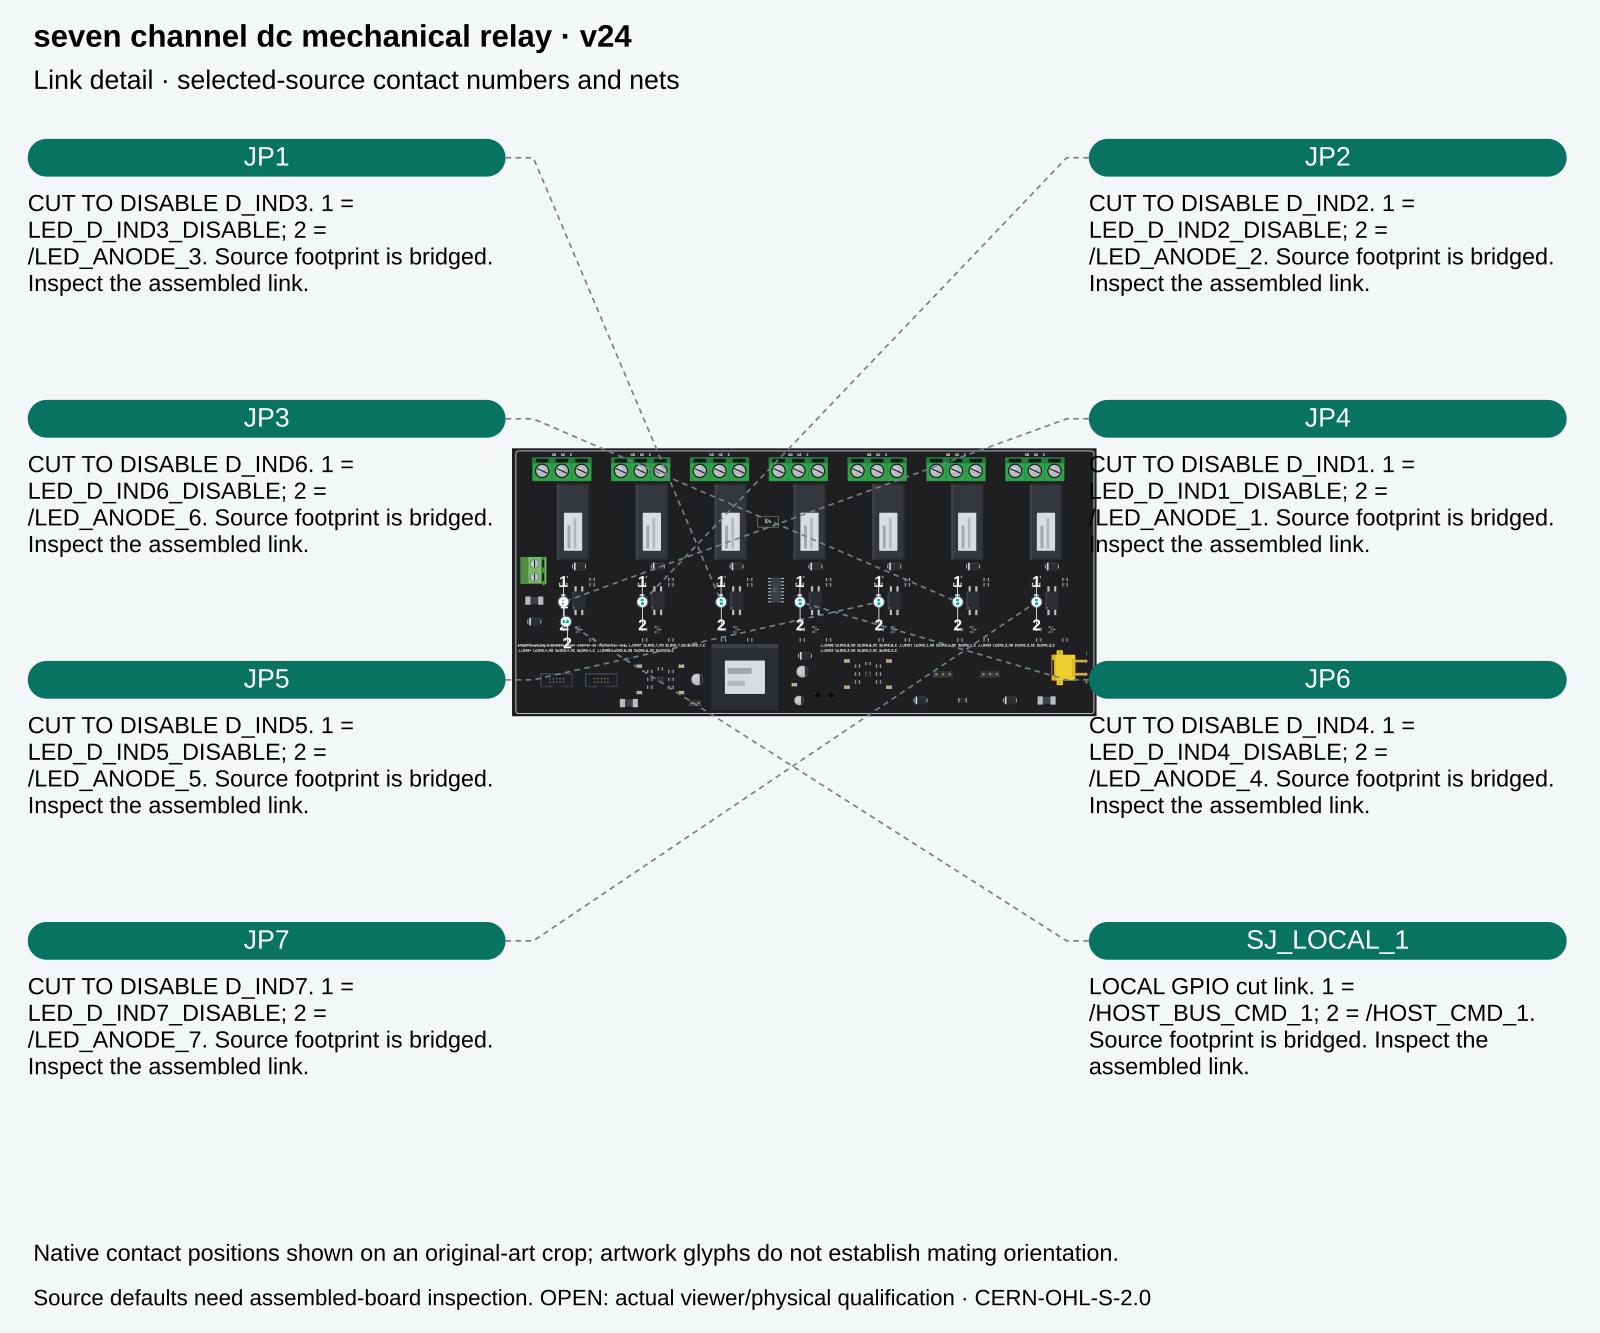 seven channel dc mechanical relay · v24
Link detail · selected-source contact numbers and nets
JP1
CUT TO DISABLE D_IND3. 1 =
LED_D_IND3_DISABLE; 2 =
/LED_ANODE_3. Source footprint is bridged.
Inspect the assembled link.
JP2
CUT TO DISABLE D_IND2. 1 =
LED_D_IND2_DISABLE; 2 =
/LED_ANODE_2. Source footprint is bridged.
Inspect the assembled link.
JP3
CUT TO DISABLE D_IND6. 1 =
LED_D_IND6_DISABLE; 2 =
/LED_ANODE_6. Source footprint is bridged.
Inspect the assembled link.
JP4
CUT TO DISABLE D_IND1. 1 =
LED_D_IND1_DISABLE; 2 =
/LED_ANODE_1. Source footprint is bridged.
Inspect the assembled link.
1 1 1 1 1 1 1
2 2 2 2 2 2 2
2
JP5
CUT TO DISABLE D_IND5. 1 =
LED_D_IND5_DISABLE; 2 =
/LED_ANODE_5. Source footprint is bridged.
Inspect the assembled link.
JP6
CUT TO DISABLE D_IND4. 1 =
LED_D_IND4_DISABLE; 2 =
/LED_ANODE_4. Source footprint is bridged.
Inspect the assembled link.
JP7
CUT TO DISABLE D_IND7. 1 =
LED_D_IND7_DISABLE; 2 =
/LED_ANODE_7. Source footprint is bridged.
Inspect the assembled link.
SJ_LOCAL_1
LOCAL GPIO cut link. 1 =
/HOST_BUS_CMD_1; 2 = /HOST_CMD_1.
Source footprint is bridged. Inspect the
assembled link.
Native contact positions shown on an original-art crop; artwork glyphs do not establish mating orientation.
Source defaults need assembled-board inspection. OPEN: actual viewer/physical qualification · CERN-OHL-S-2.0